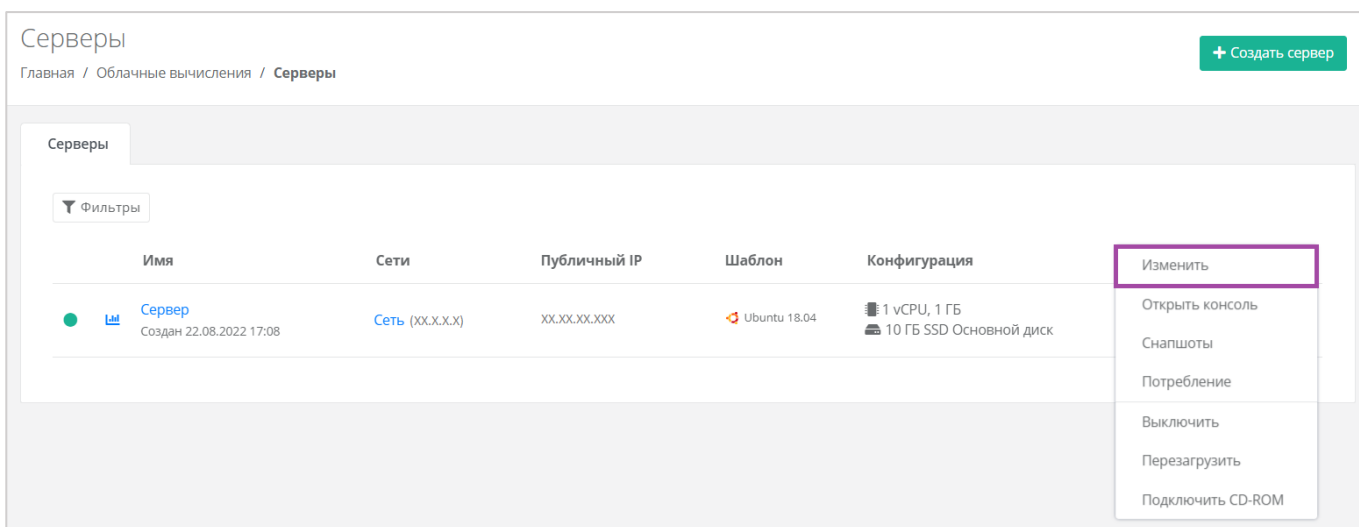 Серверы
+ Создать сервер
Главная / Облачные вычисления / Серверы
Серверы
Фильтры
Имя Сети Публичный IP Шаблон Конфигурация
Сервер
Создан 22.08.2022 17:08
Сеть (XX.X.X.X)
XX.XX.XX.XXX
Ubuntu 18.04
1 vCPU, 1 ГБ
10 ГБ SSD Основной диск
Изменить
Открыть консоль
Снапшоты
Потребление
Выключить
Перезагрузить
Подключить CD-ROM